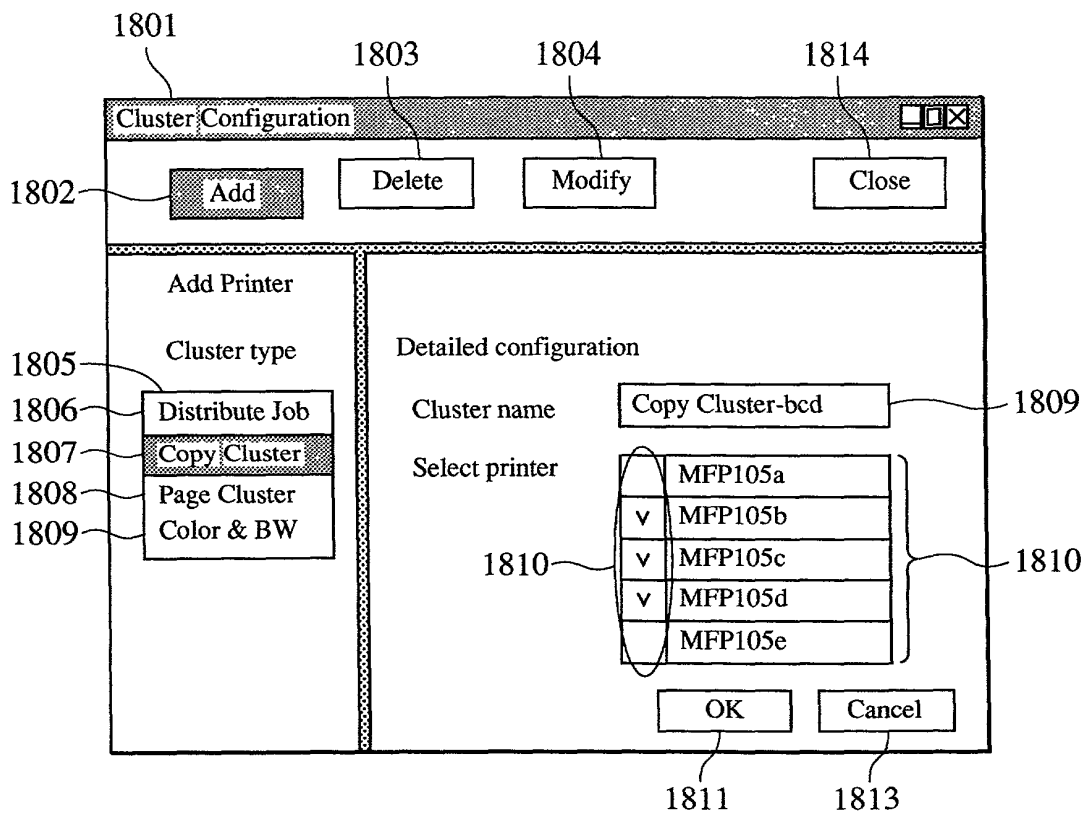 1801
1803
1804
1814
Cluster Configuration
1802
Add
Delete
Modify
Close
Add Printer
Cluster type
1805
1806
Distribute Job
1807
Copy Cluster
1808
Page Cluster
1809
Color & BW
Detailed configuration
Cluster name
Copy Cluster-bcd
1809
Select printer
MFP105a
v MFP105b
v MFP105c
v MFP105d
MFP105e
1810
1810
OK
Cancel
1811
1813